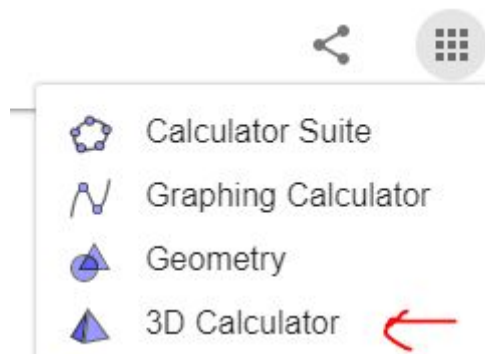 Calculator Suite
Graphing Calculator
Geometry
3D Calculator